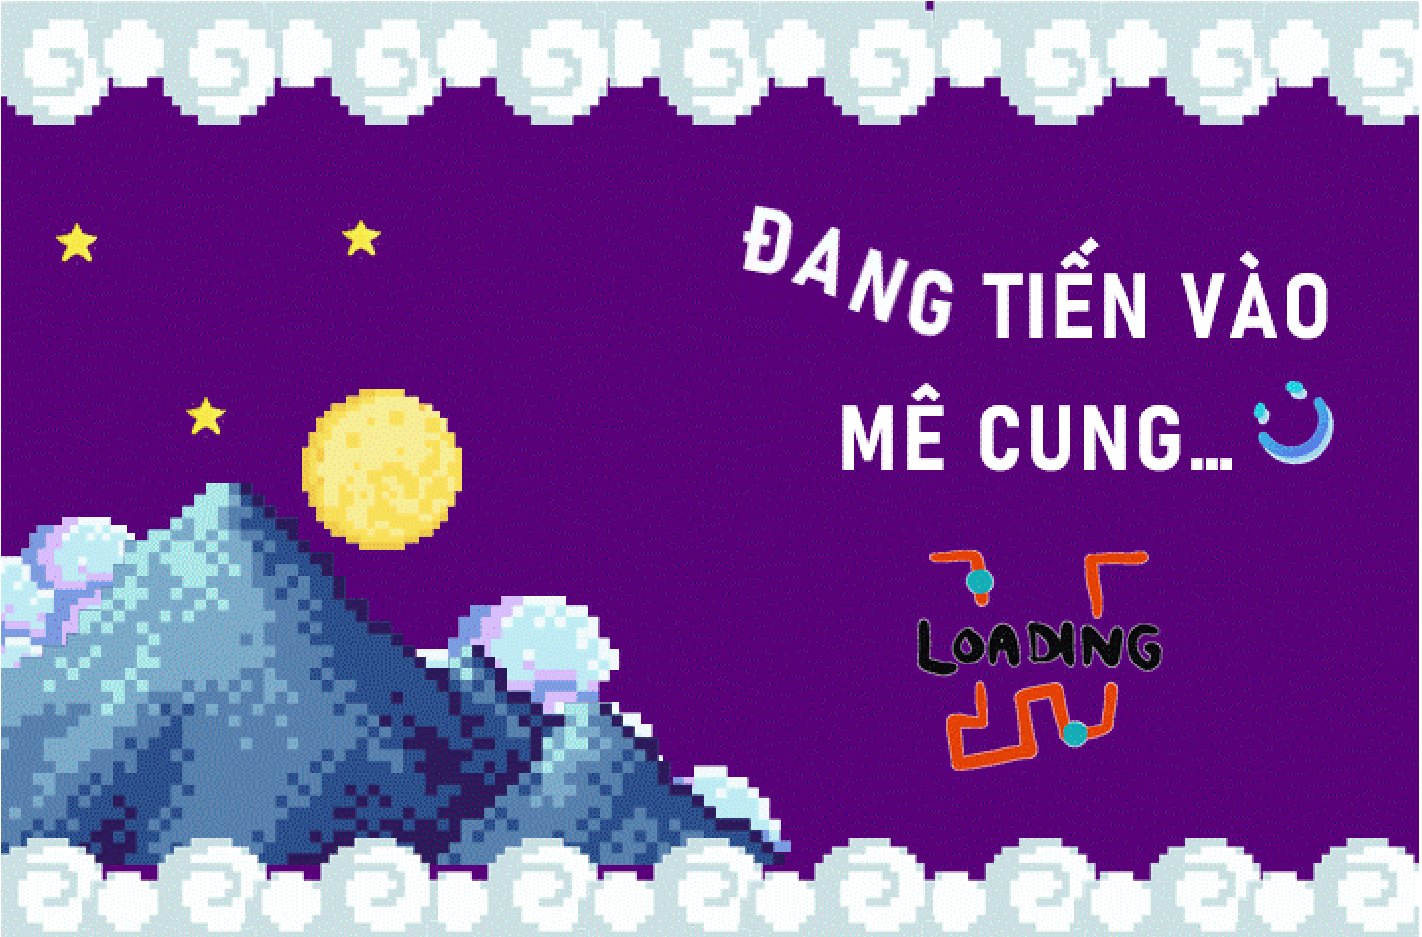 ĐANG TIẾN VÀO
MÊ CUNG...
LOADING